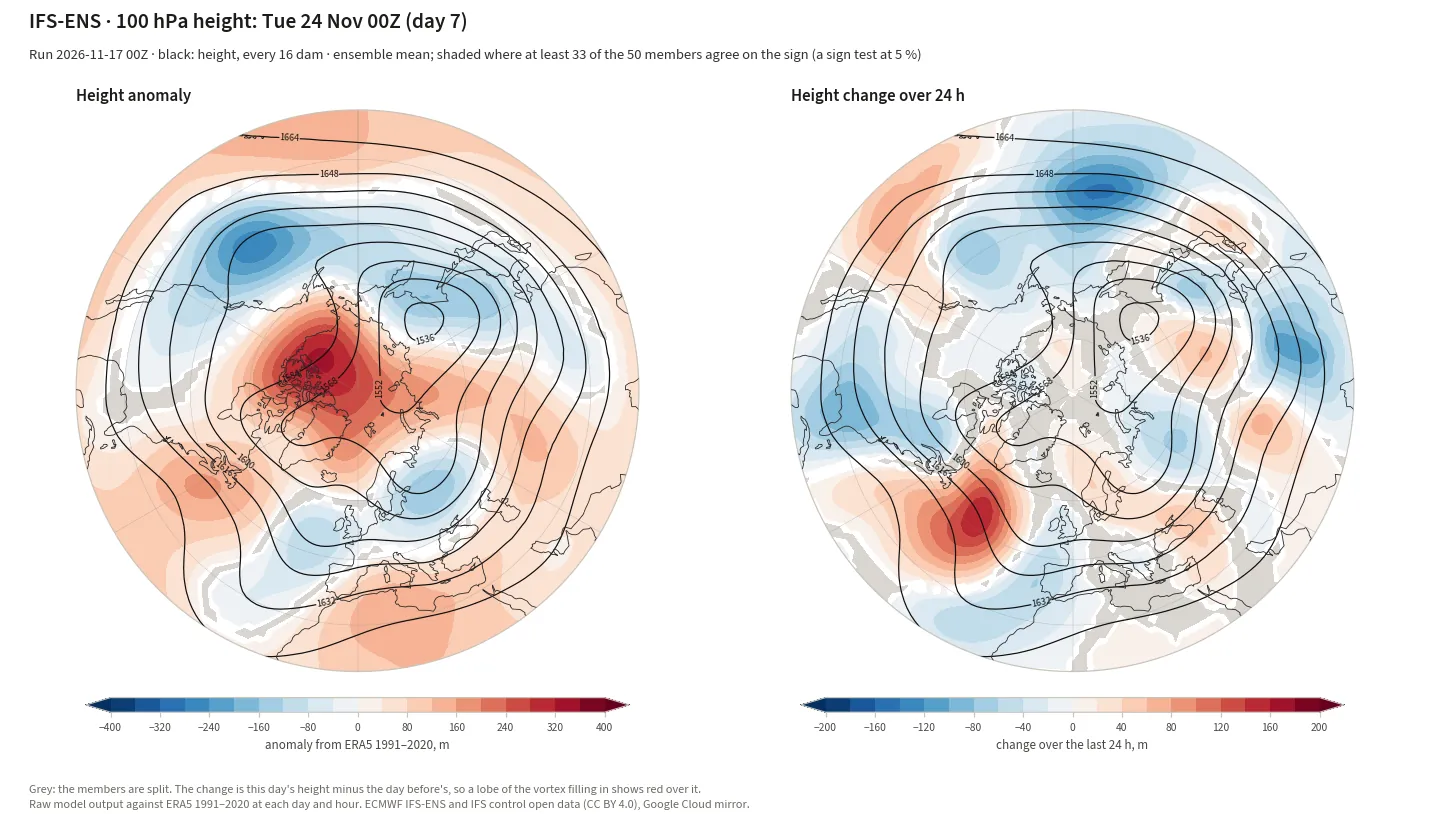 IFS-ENS · 100 hPa height: Tue 24 Nov 00Z (day 7)
Run 2026-11-17 00Z · black: height, every 16 dam · ensemble mean; shaded where at least 33 of the 50 members agree on the sign (a sign test at 5 %)
Height anomaly
Height change over 24 h
1664
1648
1536
1552
1632
1664
1648
1536
1552
1632
−400 −320 −240 −160 −80 0 80 160 240 320 400
anomaly from ERA5 1991–2020, m
−200 −160 −120 −80 −40 0 40 80 120 160 200
change over the last 24 h, m
Grey: the members are split. The change is this day's height minus the day before's, so a lobe of the vortex filling in shows red over it.
Raw model output against ERA5 1991–2020 at each day and hour. ECMWF IFS-ENS and IFS control open data (CC BY 4.0), Google Cloud mirror.